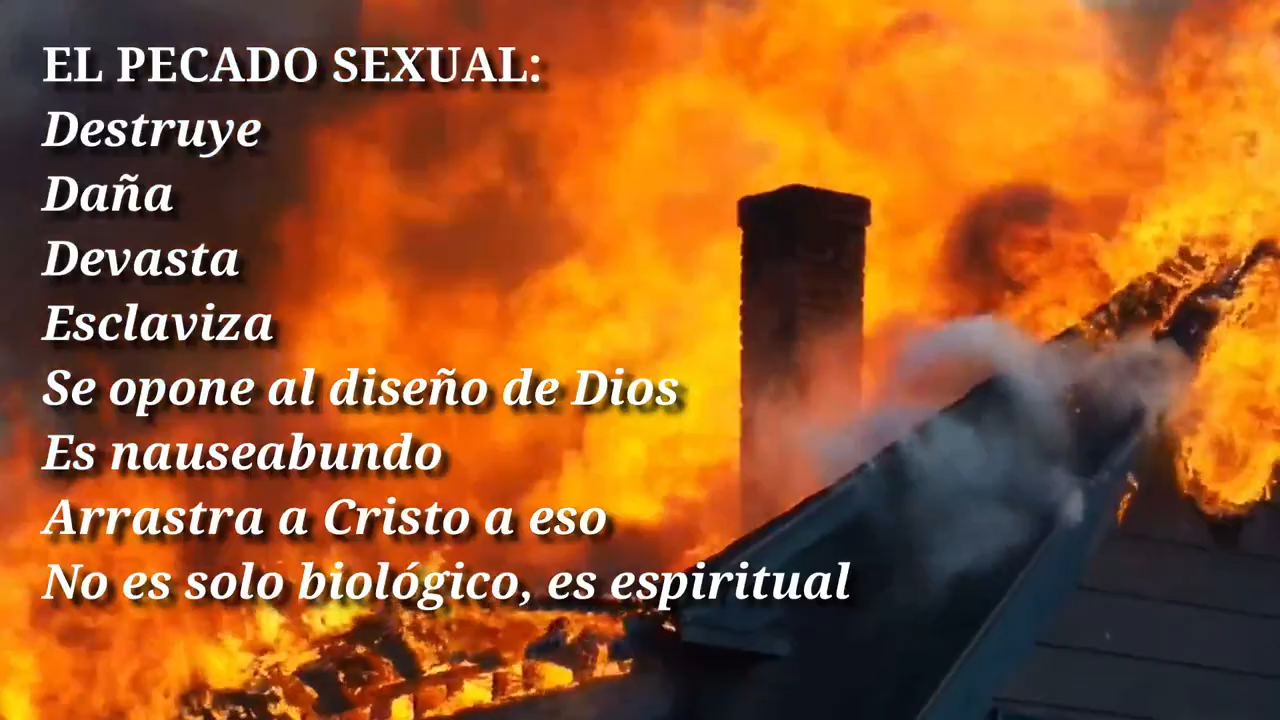 EL PECADO SEXUAL:
Destruye
Daña
Devasta
Esclaviza
Se opone al diseño de Dios
Es nauseabundo
Arrastra a Cristo a eso
No es solo biológico, es espiritual